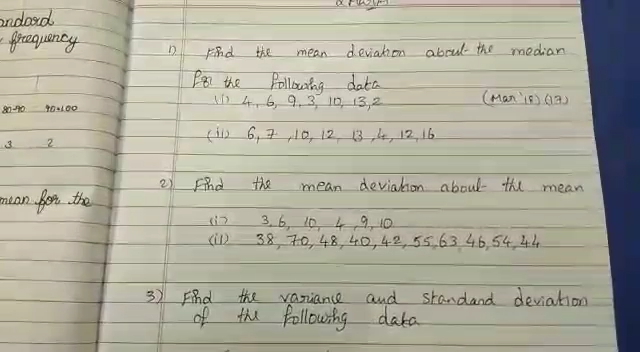 andard
frequency
80-90 90-100
3 2
mean for the
1) Find the mean deviation about the median
for the following data
(i) 4, 6, 9, 3, 10, 13, 2 (Mar '18) (17)
(ii) 6, 7, 10, 12, 13, 4, 12, 16
2) Find the mean deviation about the mean
(i) 3, 6, 10, 4, 9, 10
(ii) 38, 70, 48, 40, 42, 55, 63, 46, 54, 44
3) Find the variance and standard deviation
of the following data